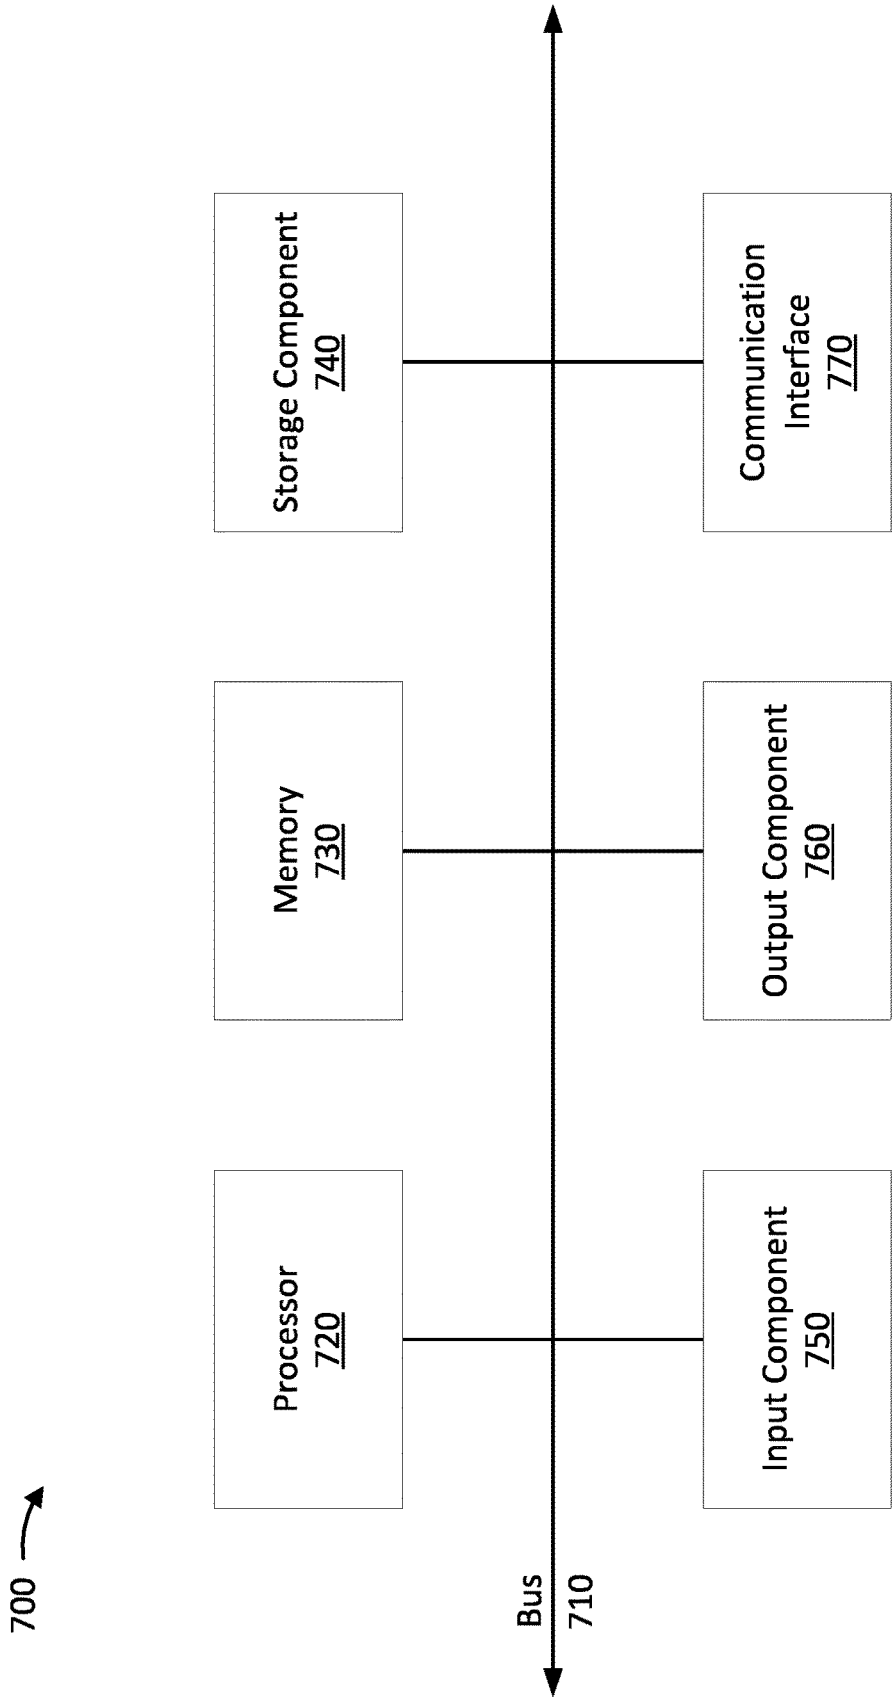 700
Processor
720
Memory
730
Storage Component
740
Bus
710
Input Component
750
Output Component
760
Communication
Interface
770